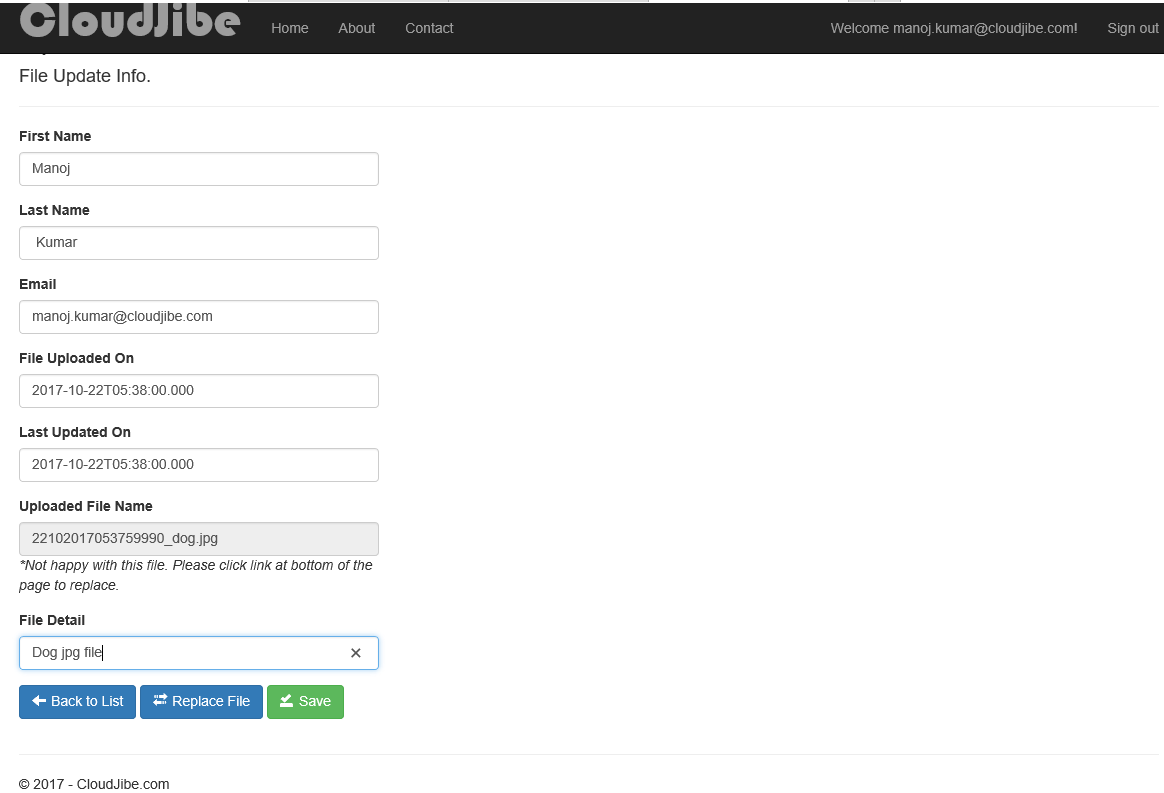 CloudJibe
Home About Contact Welcome manoj.kumar@cloudjibe.com! Sign out
File Update Info.
First Name
Manoj
Last Name
Kumar
Email
manoj.kumar@cloudjibe.com
File Uploaded On
2017-10-22T05:38:00.000
Last Updated On
2017-10-22T05:38:00.000
Uploaded File Name
22102017053759990_dog.jpg
*Not happy with this file. Please click link at bottom of the
page to replace.
File Detail
Dog jpg file
Back to List Replace File Save
© 2017 - CloudJibe.com